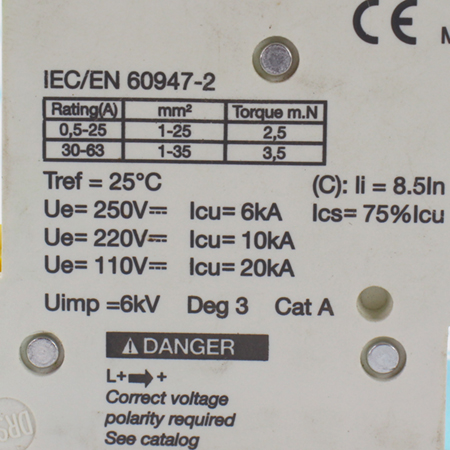 CE M
IEC/EN 60947-2
Rating(A) mm² Torque m.N
0,5-25 1-25 2,5
30-63 1-35 3,5
Tref = 25°C (C): Ii = 8.5In
Ue= 250V⎓ Icu= 6kA Ics= 75%Icu
Ue= 220V⎓ Icu= 10kA
Ue= 110V⎓ Icu= 20kA
Uimp =6kV Deg 3 Cat A
⚠ DANGER
L+➡+
Correct voltage
polarity required
See catalog
DRS